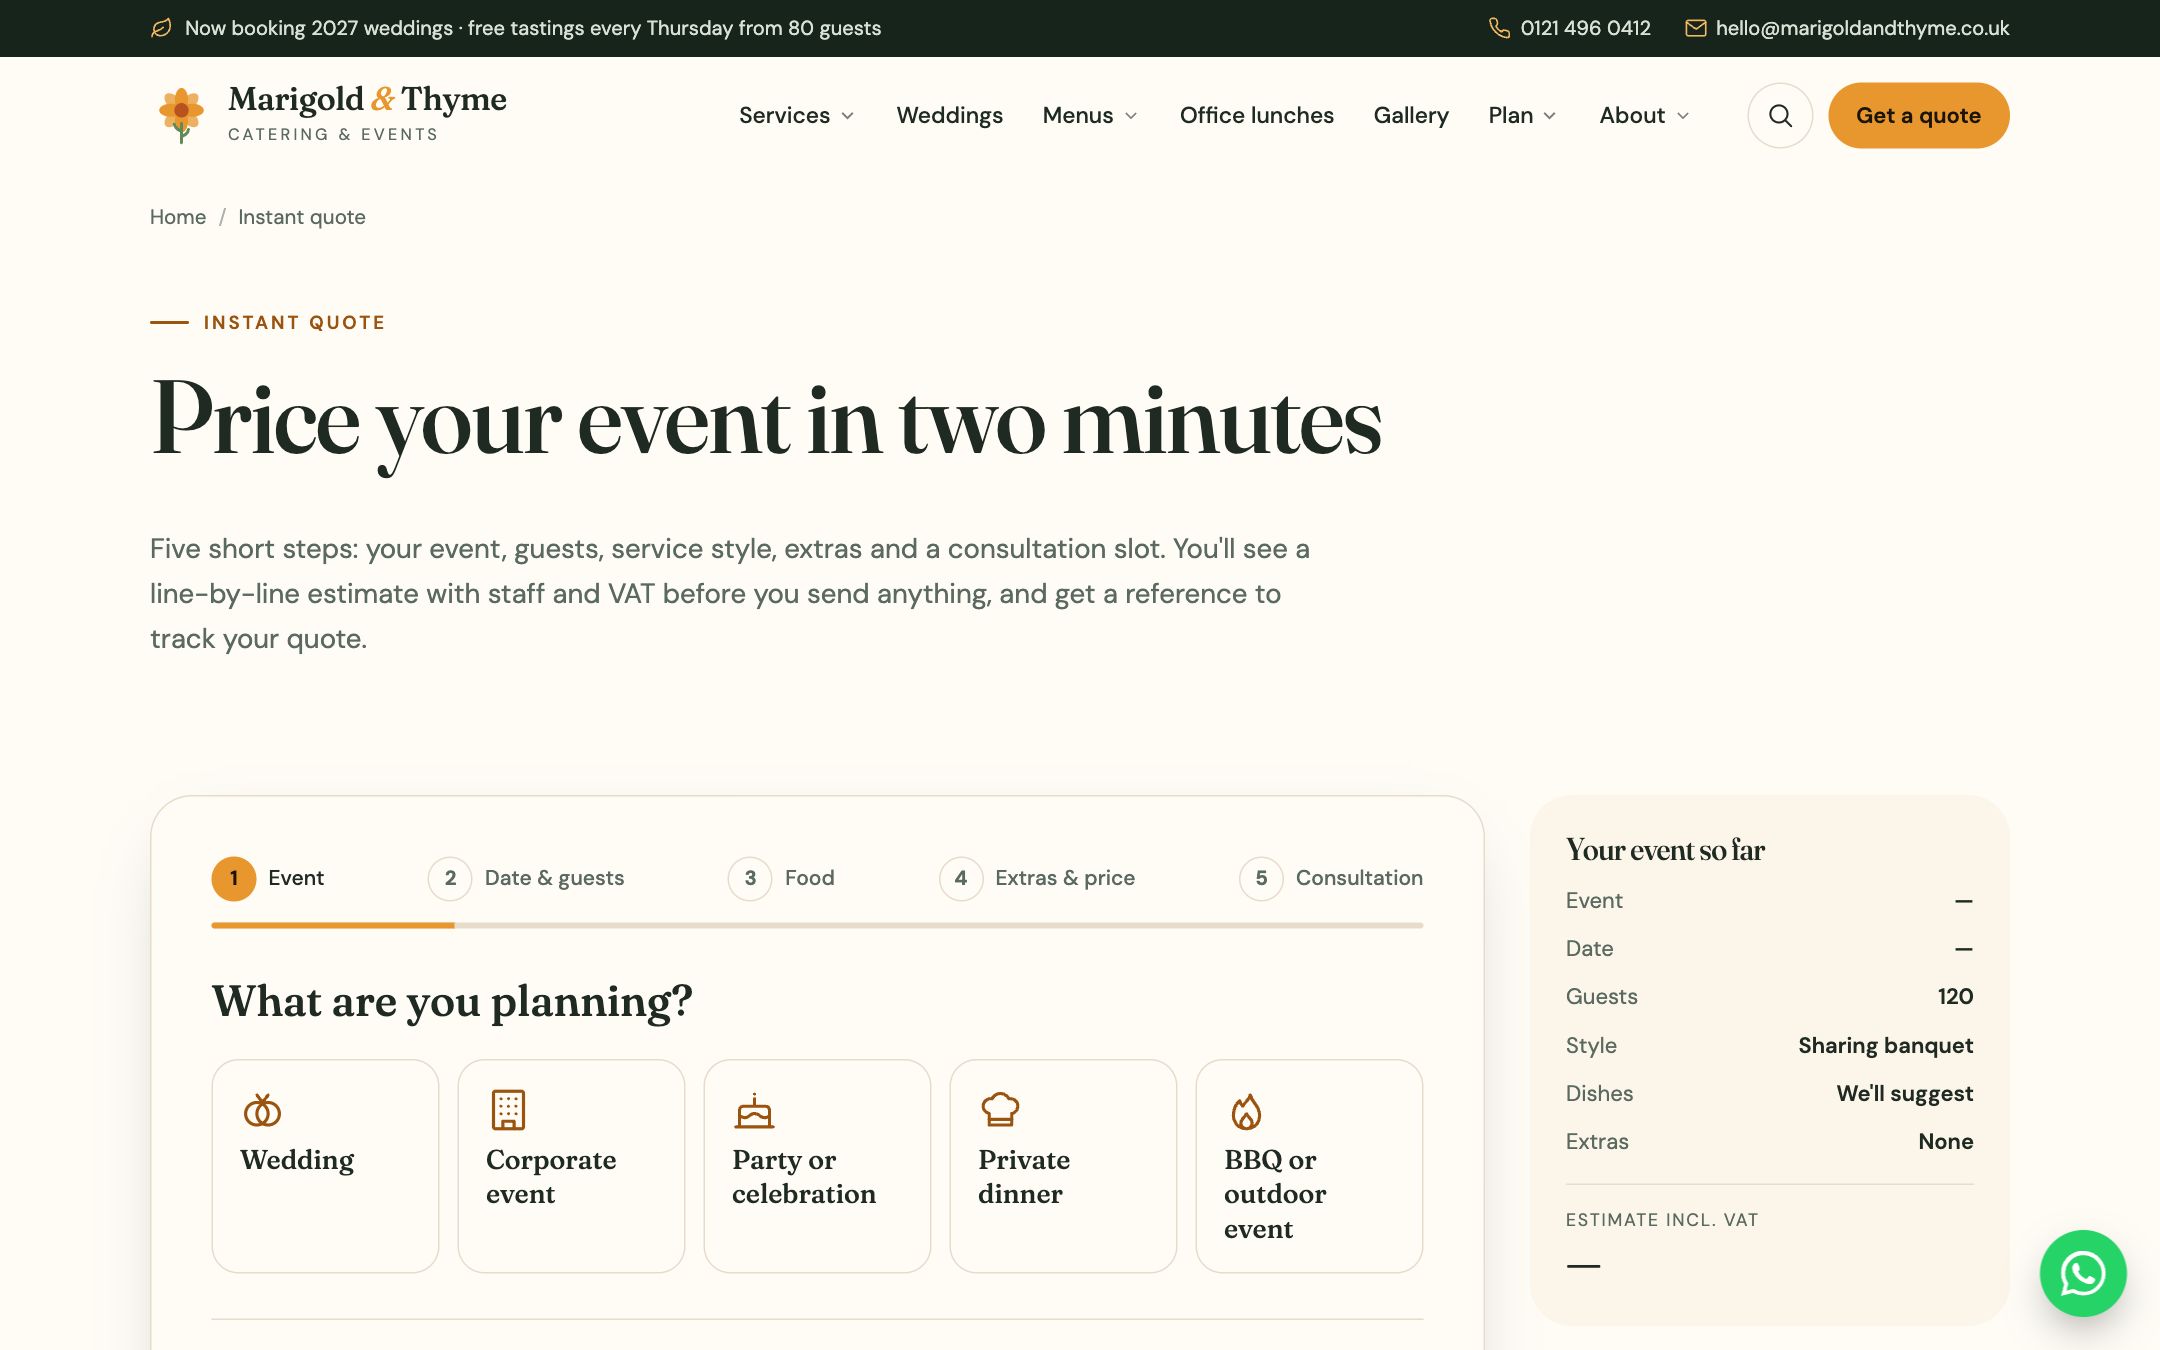 Now booking 2027 weddings · free tastings every Thursday from 80 guests
0121 496 0412
hello@marigoldandthyme.co.uk
Marigold & Thyme
CATERING & EVENTS
Services
Weddings
Menus
Office lunches
Gallery
Plan
About
Get a quote
Home / Instant quote
INSTANT QUOTE
Price your event in two minutes
Five short steps: your event, guests, service style, extras and a consultation slot. You'll see a
line-by-line estimate with staff and VAT before you send anything, and get a reference to
track your quote.
1 Event
2 Date & guests
3 Food
4 Extras & price
5 Consultation
What are you planning?
Wedding
Corporate
event
Party or
celebration
Private
dinner
BBQ or
outdoor
event
Your event so far
Event —
Date —
Guests 120
Style Sharing banquet
Dishes We'll suggest
Extras None
ESTIMATE INCL. VAT
—